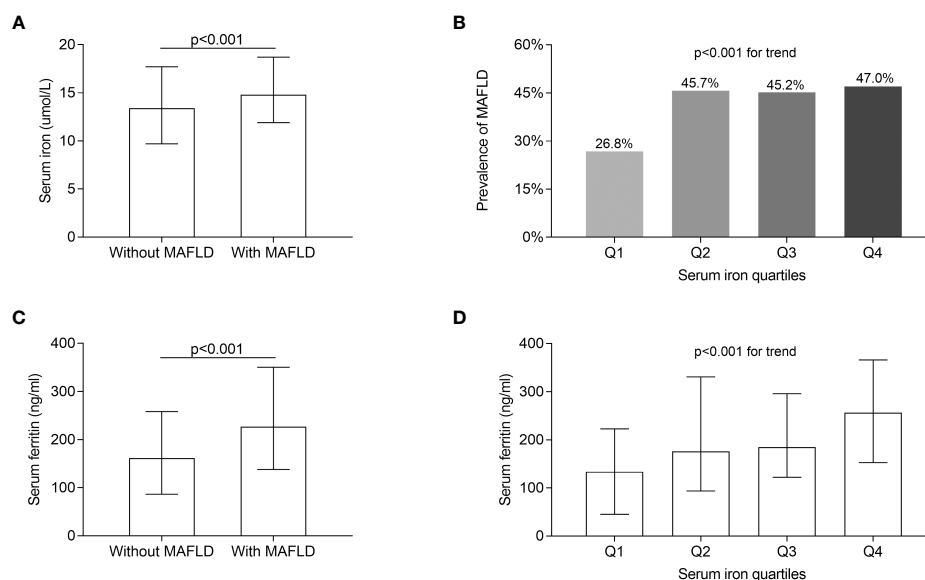 A
p<0.001
20
15
10
5
0
Serum iron (umol/L)
Without MAFLD
With MAFLD
B
p<0.001 for trend
60%
45%
30%
15%
0%
Prevalence of MAFLD
26.8%
45.7%
45.2%
47.0%
Q1
Q2
Q3
Q4
Serum iron quartiles
C
p<0.001
400
300
200
100
0
Serum ferritin (ng/ml)
Without MAFLD
With MAFLD
D
p<0.001 for trend
400
300
200
100
0
Serum ferritin (ng/ml)
Q1
Q2
Q3
Q4
Serum iron quartiles